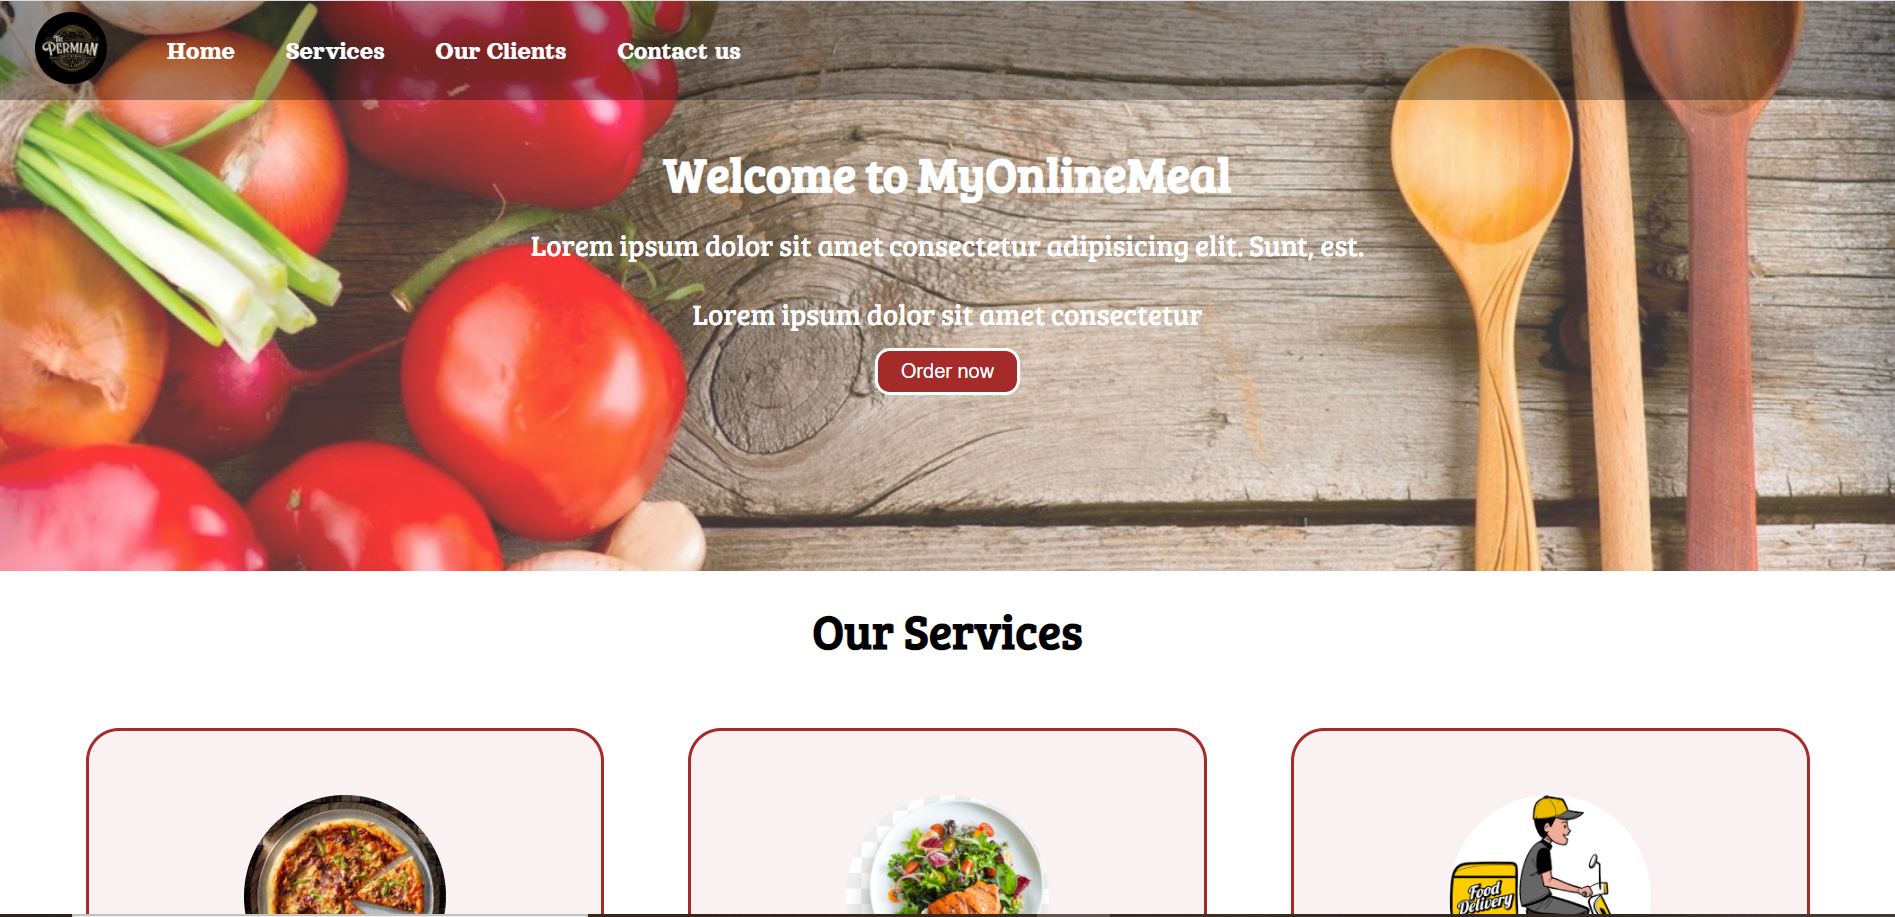 The
PERMIAN
Home Services Our Clients Contact us
Welcome to MyOnlineMeal
Lorem ipsum dolor sit amet consectetur adipisicing elit. Sunt, est.
Lorem ipsum dolor sit amet consectetur
Order now
Our Services
Food
Delivery